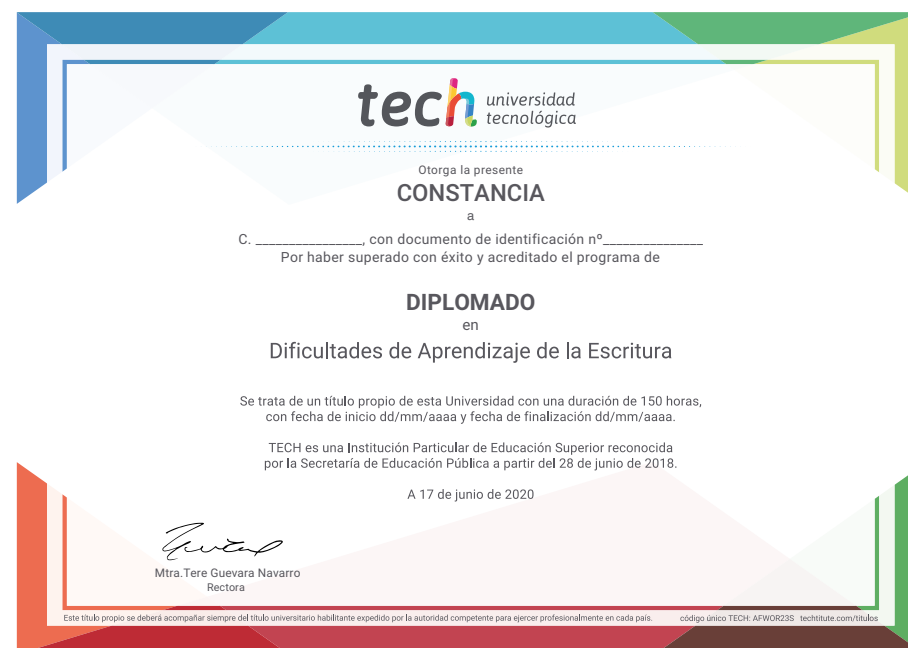 tech universidad
tecnológica
Otorga la presente
CONSTANCIA
a
C. ________________, con documento de identificación nº_______________
Por haber superado con éxito y acreditado el programa de
DIPLOMADO
en
Dificultades de Aprendizaje de la Escritura
Se trata de un título propio de esta Universidad con una duración de 150 horas,
con fecha de inicio dd/mm/aaaa y fecha de finalización dd/mm/aaaa.
TECH es una Institución Particular de Educación Superior reconocida
por la Secretaría de Educación Pública a partir del 28 de junio de 2018.
A 17 de junio de 2020
Mtra.Tere Guevara Navarro
Rectora
Este título propio se deberá acompañar siempre del título universitario habilitante expedido por la autoridad competente para ejercer profesionalmente en cada país. código único TECH: AFWOR23S techtitute.com/titulos